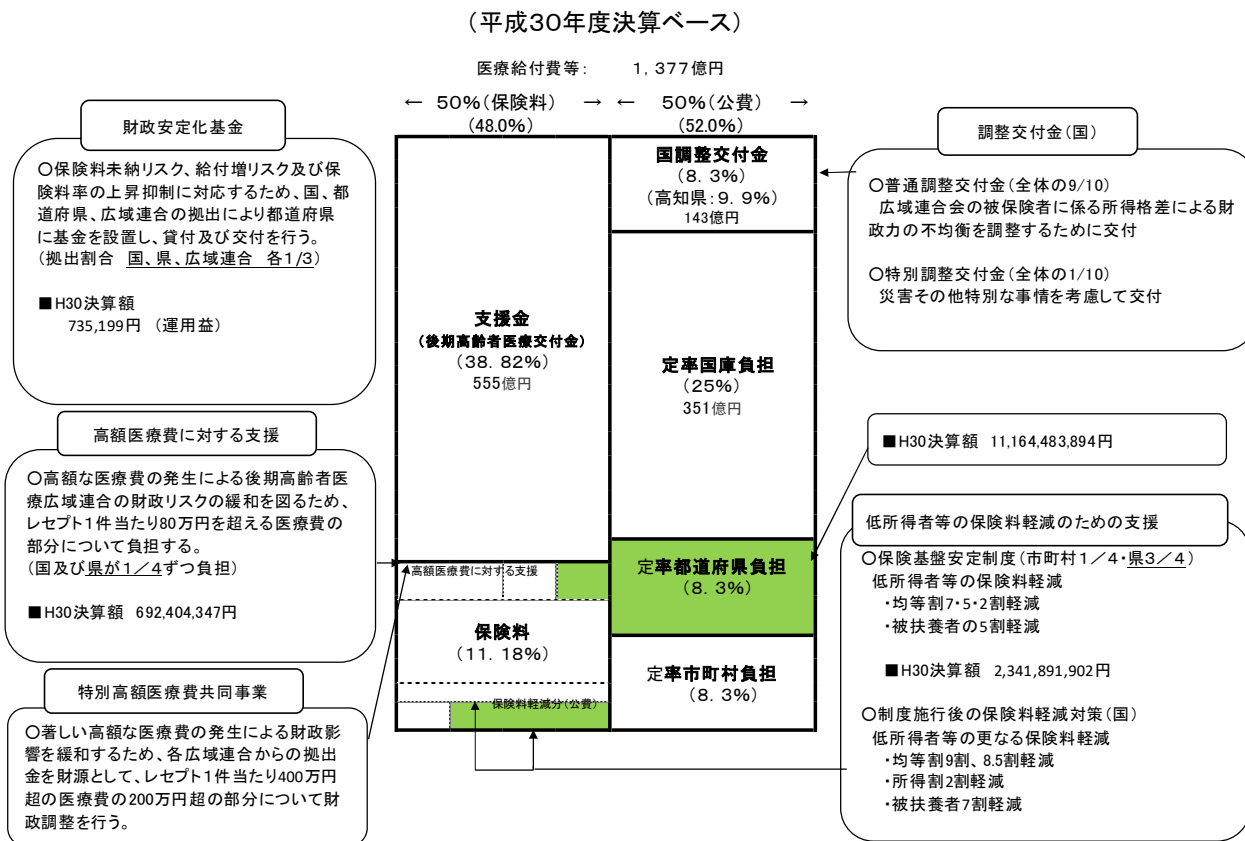 (平成30年度決算ベース)
医療給付費等: 1,377億円
← 50%(保険料) → ← 50%(公費) →
(48.0%) (52.0%)
財政安定化基金
○保険料未納リスク、給付増リスク及び保
険料率の上昇抑制に対応するため、国、都
道府県、広域連合の拠出により都道府県
に基金を設置し、貸付及び交付を行う。
(拠出割合 国、県、広域連合 各1/3)
■H30決算額
735,199円 (運用益)
高額医療費に対する支援
○高額な医療費の発生による後期高齢者医
療広域連合の財政リスクの緩和を図るため、
レセプト1件当たり80万円を超える医療費の
部分について負担する。
(国及び県が1/4ずつ負担)
■H30決算額 692,404,347円
特別高額医療費共同事業
○著しい高額な医療費の発生による財政影
響を緩和するため、各広域連合からの拠出
金を財源として、レセプト1件当たり400万円
超の医療費の200万円超の部分について財
政調整を行う。
支援金
(後期高齢者医療交付金)
(38.82%)
555億円
高額医療費に対する支援
保険料
(11.18%)
保険料軽減分(公費)
国調整交付金
(8.3%)
(高知県:9.9%)
143億円
定率国庫負担
(25%)
351億円
定率都道府県負担
(8.3%)
定率市町村負担
(8.3%)
調整交付金(国)
○普通調整交付金(全体の9/10)
広域連合会の被保険者に係る所得格差による財
政力の不均衡を調整するために交付
○特別調整交付金(全体の1/10)
災害その他特別な事情を考慮して交付
■H30決算額 11,164,483,894円
低所得者等の保険料軽減のための支援
○保険基盤安定制度(市町村1/4・県3/4)
低所得者等の保険料軽減
・均等割7・5・2割軽減
・被扶養者の5割軽減
■H30決算額 2,341,891,902円
○制度施行後の保険料軽減対策(国)
低所得者等の更なる保険料軽減
・均等割9割、8.5割軽減
・所得割2割軽減
・被扶養者7割軽減